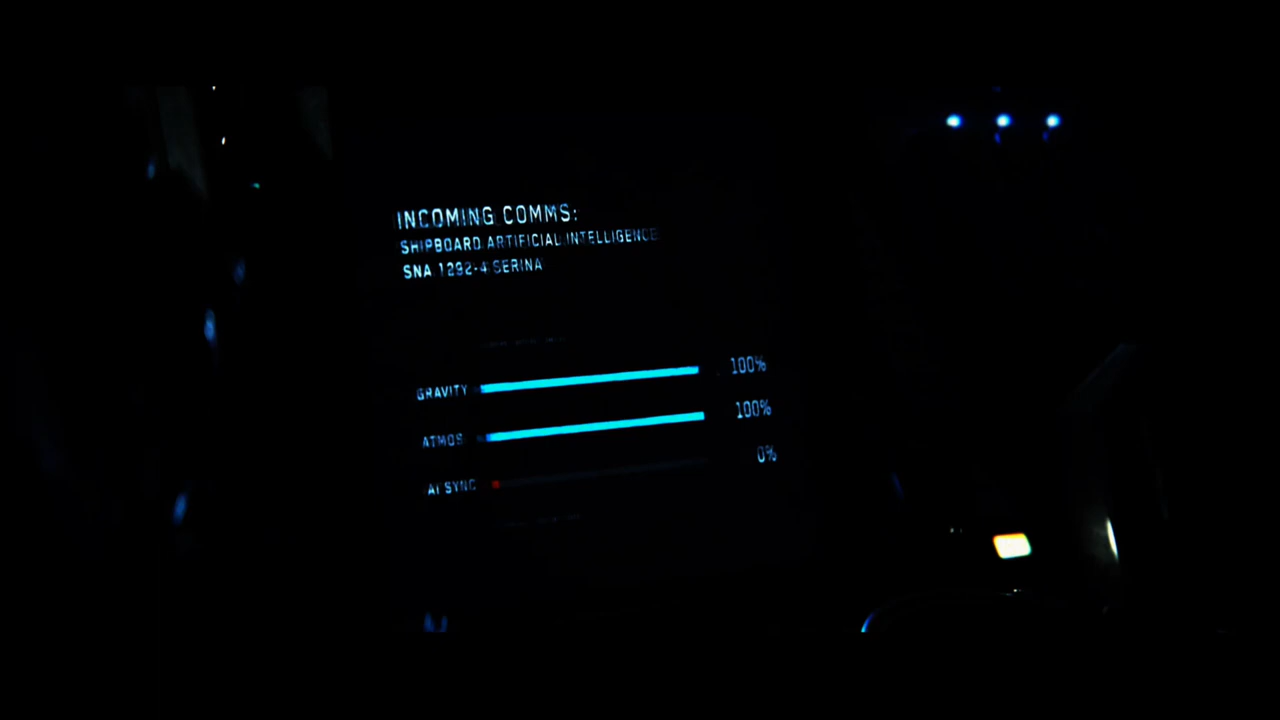 INCOMING COMMS:
SHIPBOARD ARTIFICIAL INTELLIGENCE
SNA 1292-4 SERINA
GRAVITY 100%
ATMOS 100%
AI SYNC 0%